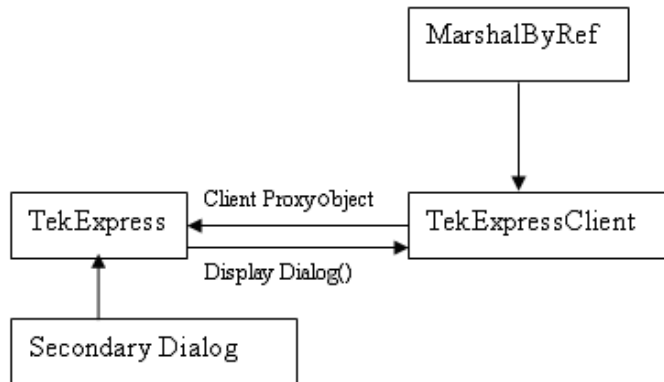 MarshalByRef
Client ProxyObject
TekExpress
TekExpressClient
Display Dialog()
Secondary Dialog